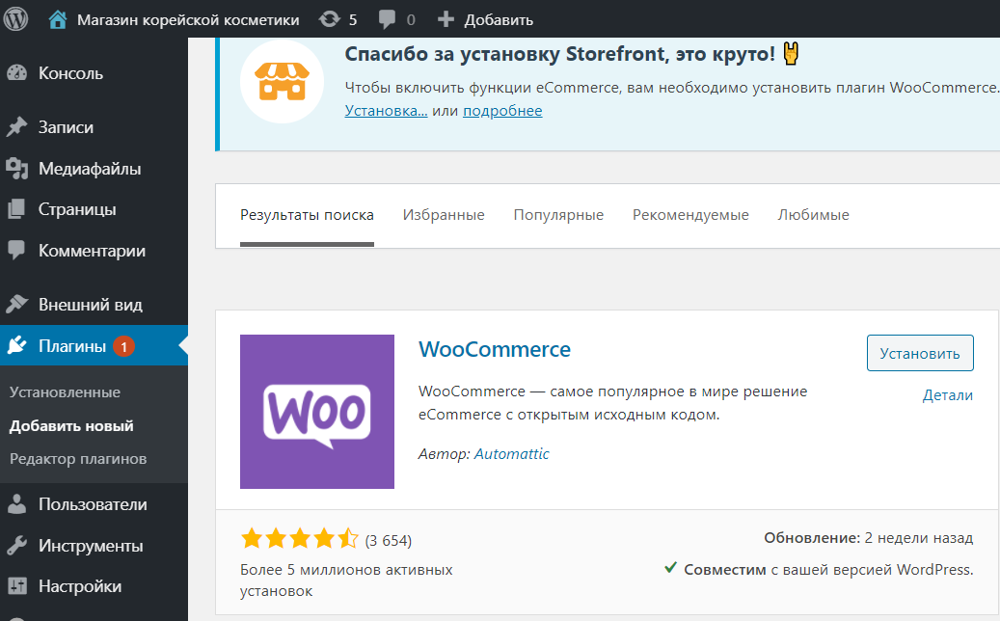 Магазин корейской косметики 5 0 Добавить
Консоль
Записи
Медиафайлы
Страницы
Комментарии
Внешний вид
Плагины 1
Установленные
Добавить новый
Редактор плагинов
Пользователи
Инструменты
Настройки
Спасибо за установку Storefront, это круто!
Чтобы включить функции eCommerce, вам необходимо установить плагин WooCommerce.
Установка... или подробнее
Результаты поиска Избранные Популярные Рекомендуемые Любимые
WOO
WooCommerce
Установить
Детали
WooCommerce — самое популярное в мире решение
eCommerce с открытым исходным кодом.
Автор: Automattic
(3 654)
Более 5 миллионов активных
установок
Обновление: 2 недели назад
Совместим с вашей версией WordPress.